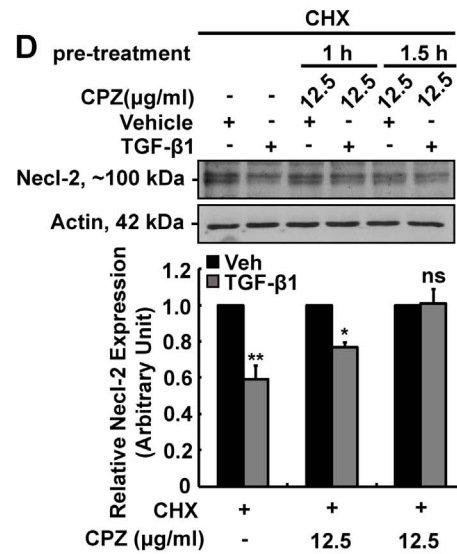 CHX
D pre-treatment 1 h 1.5 h
CPZ(µg/ml) - - 12.5 12.5 12.5 12.5
Vehicle + - + - + -
TGF-β1 - + - + - +
Necl-2, ~100 kDa
Actin, 42 kDa
Relative Necl-2 Expression
(Arbitrary Unit)
1.2
1.0
0.8
0.6
0.4
0.2
0
Veh
TGF-β1
**
*
ns
CHX + + +
CPZ (µg/ml) - 12.5 12.5